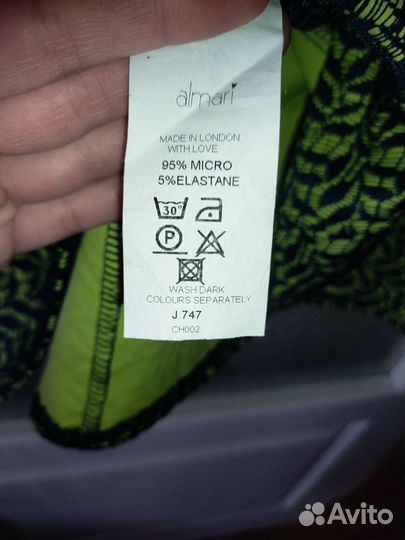 almari
MADE IN LONDON
WITH LOVE
95% MICRO
5%ELASTANE
30°
P
WASH DARK
COLOURS SEPARATELY
J 747
CH002
Avito